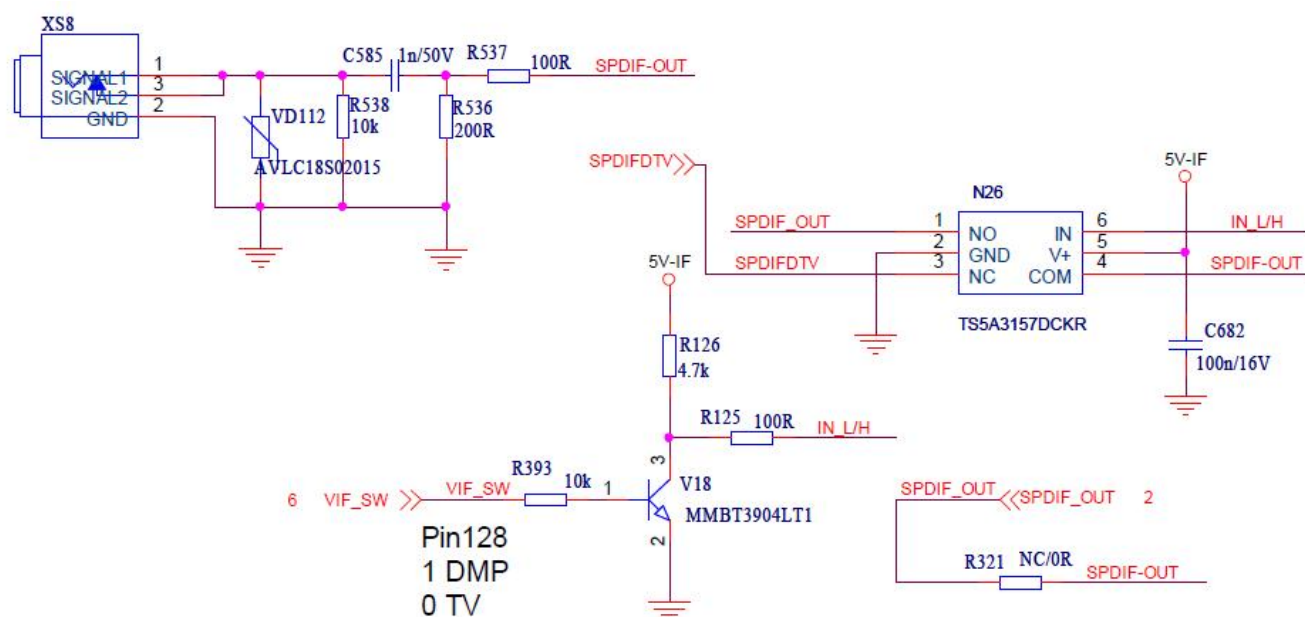 XS8
SIGNAL1
SIGNAL2
GND
1
3
2
C585
1n/50V
R537
100R
SPDIF-OUT
VD112
AVLC18S02015
R538
10k
R536
200R
SPDIFDTV
5V-IF
N26
SPDIF_OUT
1
2
3
SPDIFDTV
NO
GND
NC
IN
V+
COM
6
5
4
IN_L/H
SPDIF-OUT
TS5A3157DCKR
C682
100n/16V
5V-IF
R126
4.7k
R125
100R
IN_L/H
6
VIF_SW
VIF_SW
R393
10k
1
3
2
V18
MMBT3904LT1
Pin128
1 DMP
0 TV
SPDIF_OUT
SPDIF_OUT
2
R321
NC/0R
SPDIF-OUT